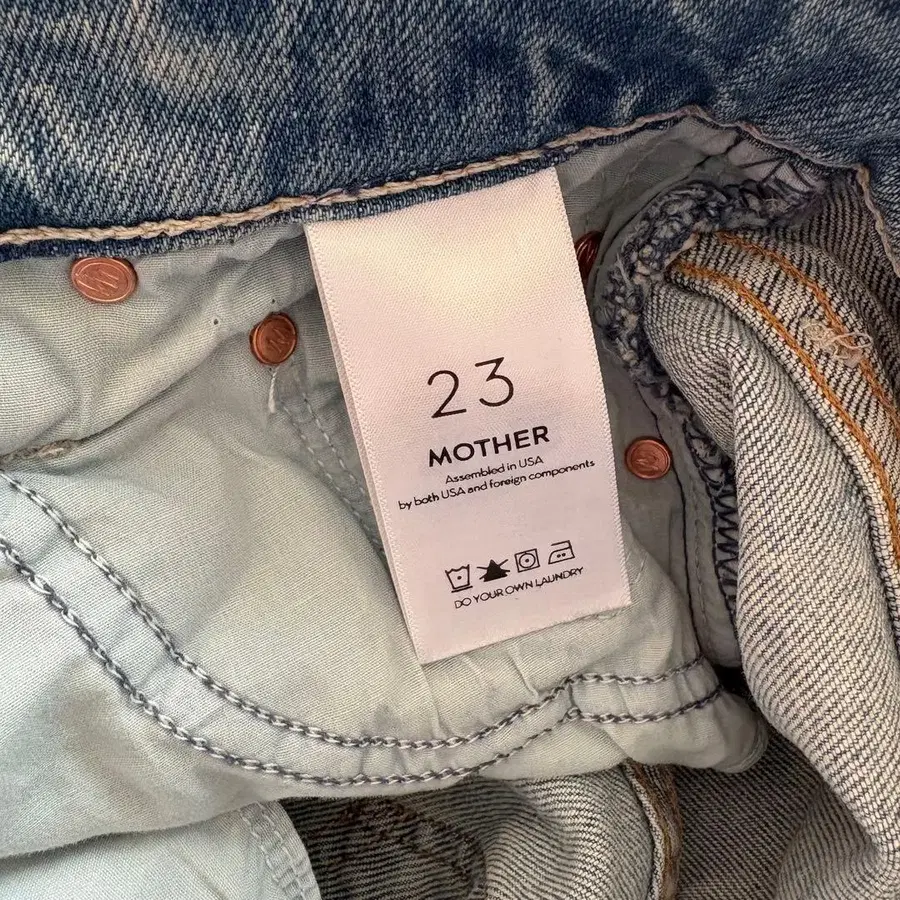 23
MOTHER
Assembled in USA
by both USA and foreign components
DO YOUR OWN LAUNDRY